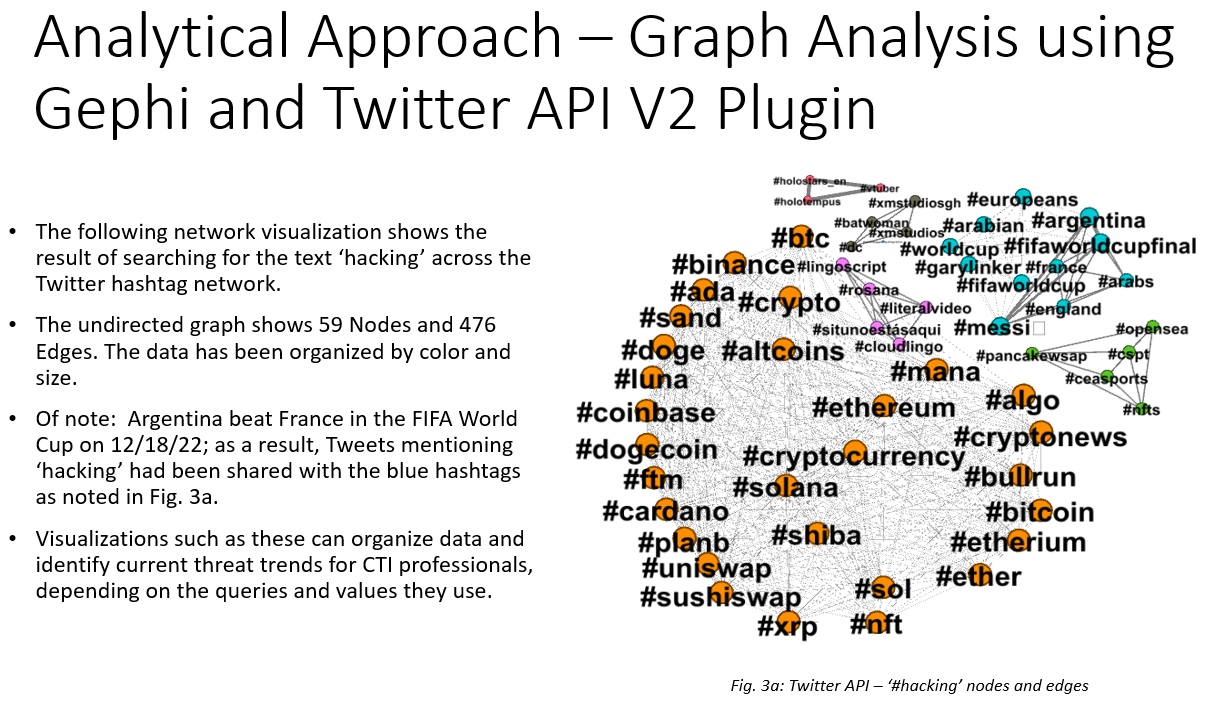 Analytical Approach – Graph Analysis using
Gephi and Twitter API V2 Plugin
• The following network visualization shows the
result of searching for the text ‘hacking’ across the
Twitter hashtag network.
• The undirected graph shows 59 Nodes and 476
Edges. The data has been organized by color and
size.
• Of note: Argentina beat France in the FIFA World
Cup on 12/18/22; as a result, Tweets mentioning
‘hacking’ had been shared with the blue hashtags
as noted in Fig. 3a.
• Visualizations such as these can organize data and
identify current threat trends for CTI professionals,
depending on the queries and values they use.
#holostars_en
#vtuber
#holotempus
#xmstudiosgh
#europeans
#batwoman
#arabian
#argentina
#xmstudios
#btc
#dc
#worldcup
#fifaworldcupfinal
#binance
#lingoscript
#garylinker
#france
#ada
#crypto
#rosana
#fifaworldcup
#arabs
#sand
#literalvideo
#england
#situnoestásaqui
#messi
#opensea
#doge
#altcoins
#cloudlingo
#pancakewsap
#cspt
#luna
#mana
#ceasports
#coinbase
#ethereum
#algo
#nfts
#dogecoin
#cryptocurrency
#cryptonews
#ftm
#solana
#bullrun
#cardano
#bitcoin
#planb
#shiba
#etherium
#uniswap
#ether
#sushiswap
#sol
#xrp
#nft
Fig. 3a: Twitter API – ‘#hacking’ nodes and edges